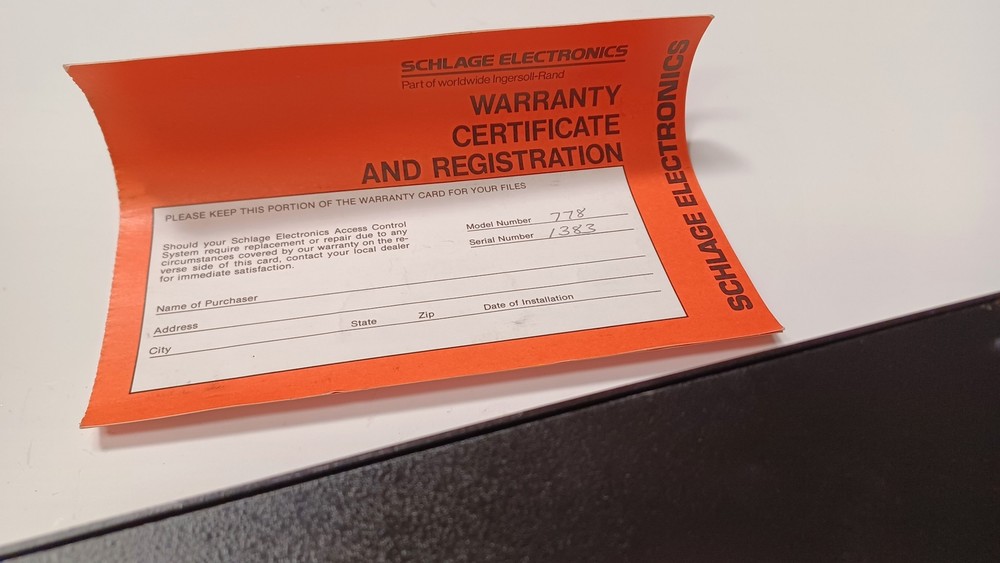 SCHLAGE ELECTRONICS
Part of worldwide Ingersoll-Rand
WARRANTY
CERTIFICATE
AND REGISTRATION
PLEASE KEEP THIS PORTION OF THE WARRANTY CARD FOR YOUR FILES
Should your Schlage Electronics Access Control
System require replacement or repair due to any
circumstances covered by our warranty on the re-
verse side of this card, contact your local dealer
for immediate satisfaction.
Model Number 778
Serial Number 1383
Name of Purchaser
Address
City State Zip Date of Installation
SCHLAGE ELECTRONICS